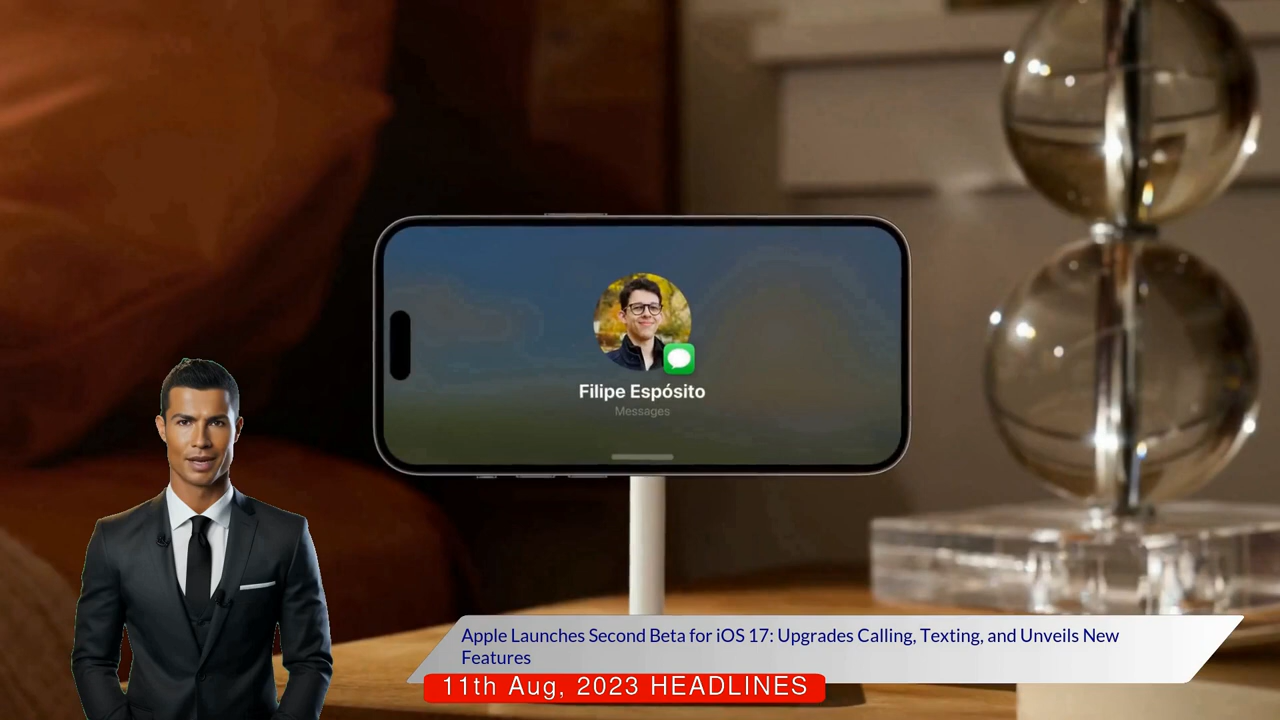 Filipe Espósito
Messages
Apple Launches Second Beta for iOS 17: Upgrades Calling, Texting, and Unveils New
Features
11th Aug, 2023 HEADLINES